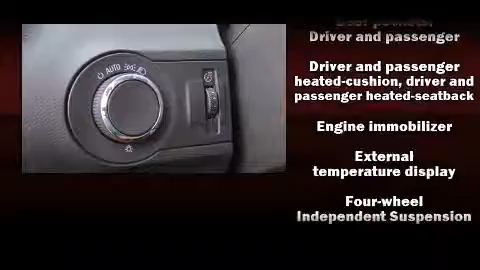 AUTO
Driver and passenger
Driver and passenger
heated-cushion, driver and
passenger heated-seatback
Engine immobilizer
External
temperature display
Four-wheel
Independent Suspension